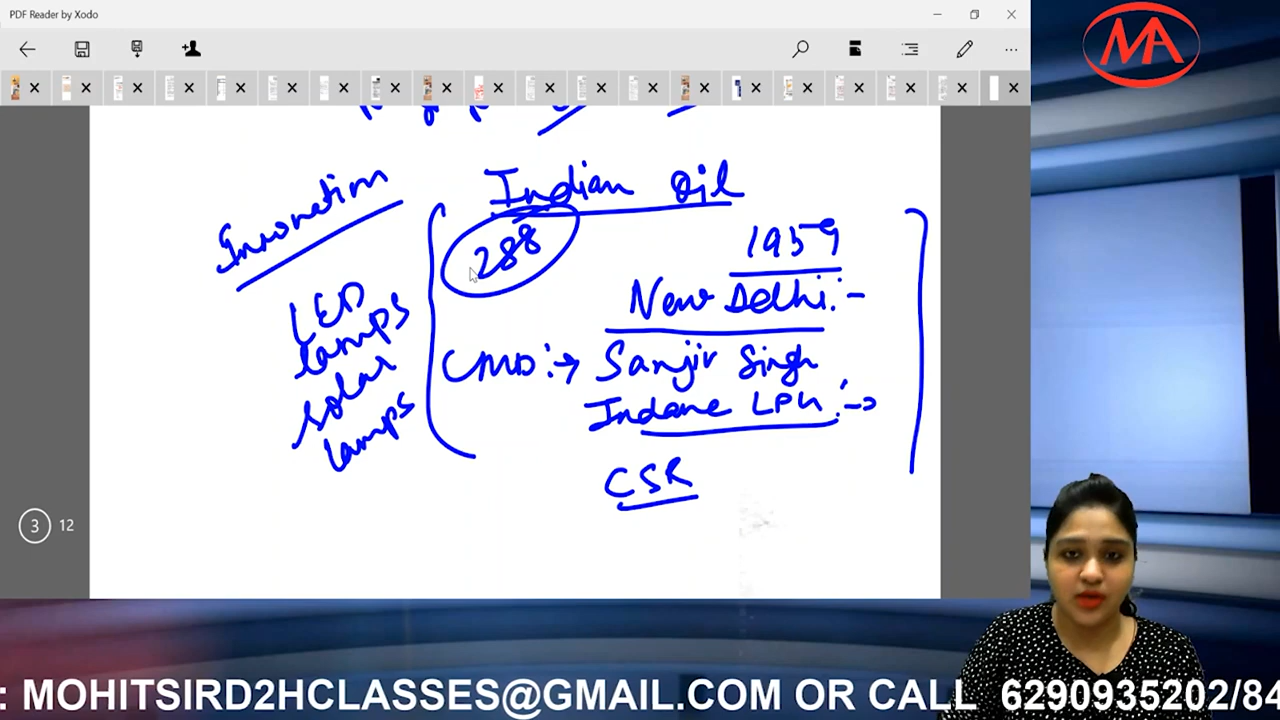 PDF Reader by Xodo
MA
Innovation
Indian Oil
288
1959
New Delhi :-
LED
lamps
solar
lamps
CMD :→ Sanjiv Singh
Indane LPG :→
CSR
3 12
: MOHITSIRD2HCLASSES@GMAIL.COM OR CALL 6290935202/84